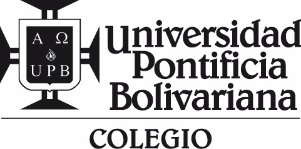 Α Ω
UPB
Universidad
Pontificia
Bolivariana
COLEGIO